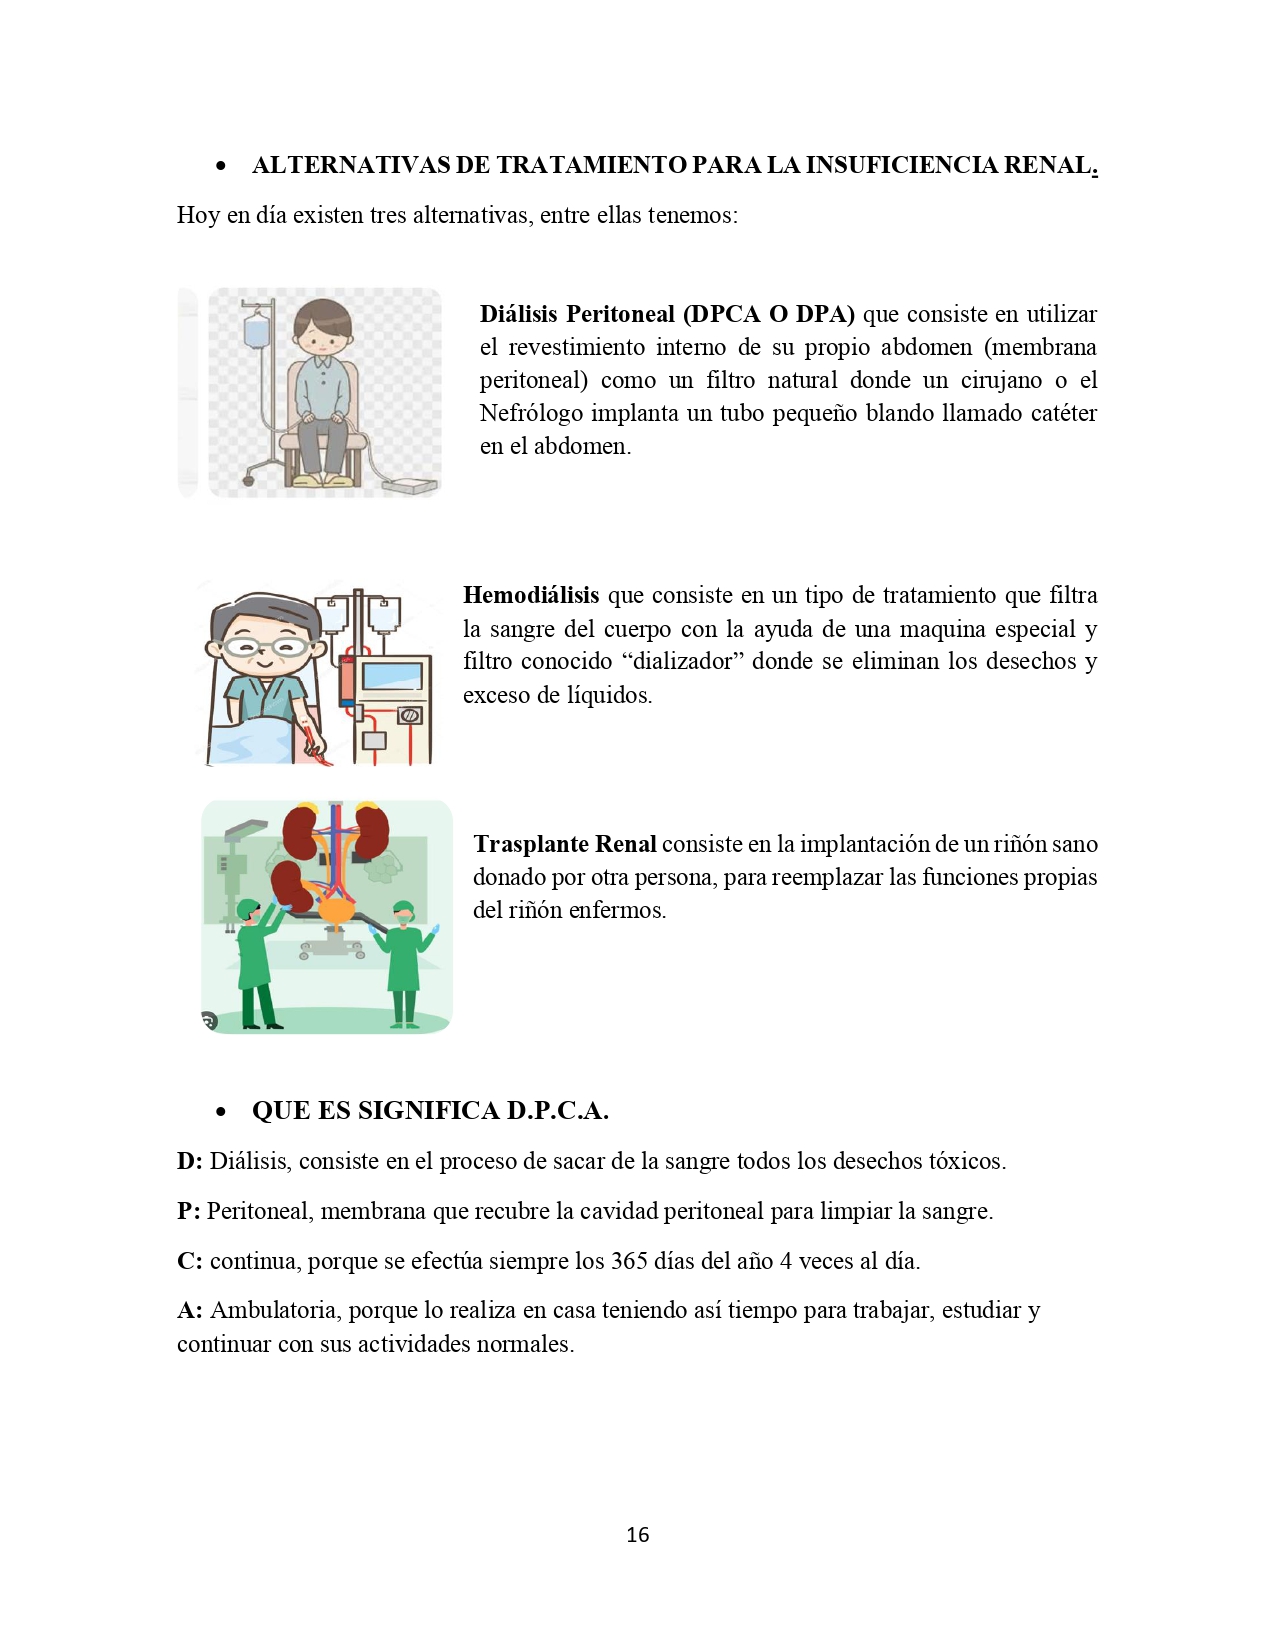 • ALTERNATIVAS DE TRATAMIENTO PARA LA INSUFICIENCIA RENAL.
Hoy en día existen tres alternativas, entre ellas tenemos:
Diálisis Peritoneal (DPCA O DPA) que consiste en utilizar
el revestimiento interno de su propio abdomen (membrana
peritoneal) como un filtro natural donde un cirujano o el
Nefrólogo implanta un tubo pequeño blando llamado catéter
en el abdomen.
Hemodiálisis que consiste en un tipo de tratamiento que filtra
la sangre del cuerpo con la ayuda de una maquina especial y
filtro conocido “dializador” donde se eliminan los desechos y
exceso de líquidos.
Trasplante Renal consiste en la implantación de un riñón sano
donado por otra persona, para reemplazar las funciones propias
del riñón enfermos.
• QUE ES SIGNIFICA D.P.C.A.
D: Diálisis, consiste en el proceso de sacar de la sangre todos los desechos tóxicos.
P: Peritoneal, membrana que recubre la cavidad peritoneal para limpiar la sangre.
C: continua, porque se efectúa siempre los 365 días del año 4 veces al día.
A: Ambulatoria, porque lo realiza en casa teniendo así tiempo para trabajar, estudiar y
continuar con sus actividades normales.
16